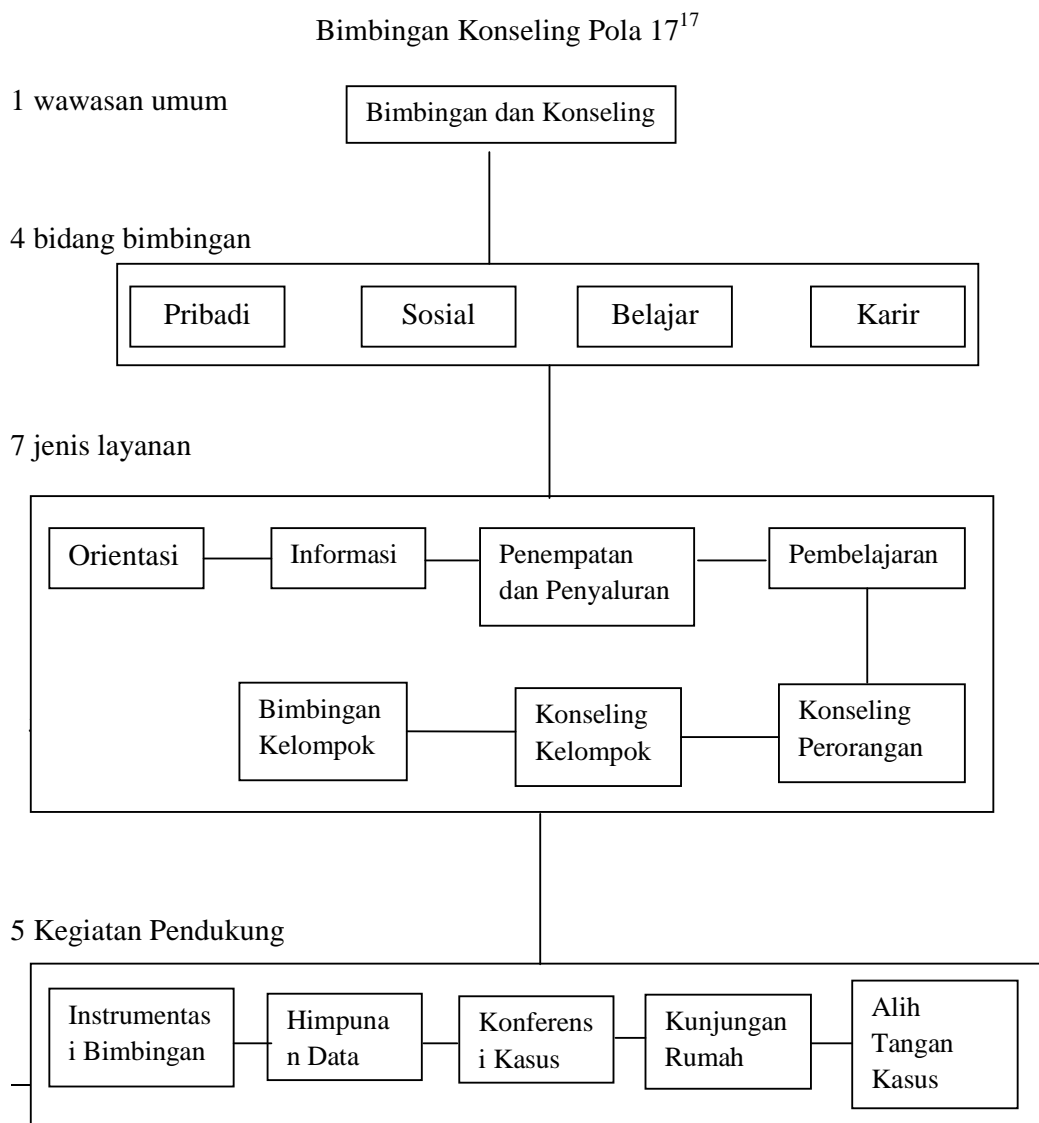 Bimbingan Konseling Pola 17¹⁷
1 wawasan umum
Bimbingan dan Konseling
4 bidang bimbingan
Pribadi
Sosial
Belajar
Karir
7 jenis layanan
Orientasi
Informasi
Penempatan
dan Penyaluran
Pembelajaran
Bimbingan
Kelompok
Konseling
Kelompok
Konseling
Perorangan
5 Kegiatan Pendukung
Instrumentas
i Bimbingan
Himpuna
n Data
Konferens
i Kasus
Kunjungan
Rumah
Alih
Tangan
Kasus